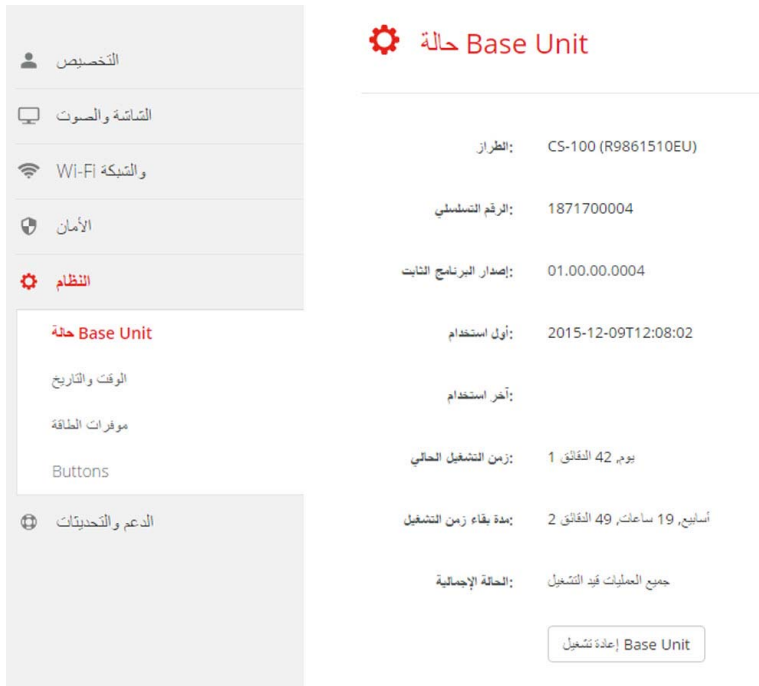 التخصيص
الشاشة والصوت
Wi-Fi والشبكة
الأمان
النظام
حالة Base Unit
الوقت والتاريخ
موفرات الطاقة
Buttons
الدعم والتحديثات
حالة Base Unit
الطراز: CS-100 (R9861510EU)
الرقم التسلسلي: 1871700004
إصدار البرنامج الثابت: 01.00.00.0004
أول استخدام: 2015-12-09T12:08:02
آخر استخدام:
زمن التشغيل الحالي: 1 يوم, 42 الدقائق
مدة بقاء زمن التشغيل: 2 أسابيع, 19 ساعات, 49 الدقائق
الحالة الإجمالية: جميع العمليات قيد التشغيل
إعادة تشغيل Base Unit